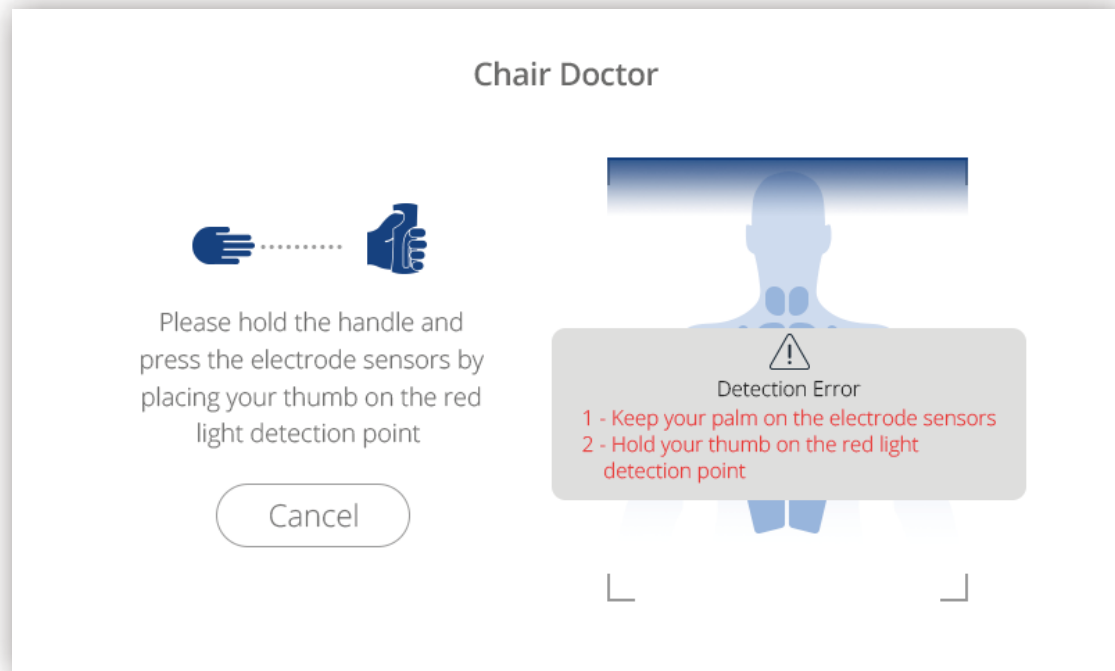 Chair Doctor
Please hold the handle and
press the electrode sensors by
placing your thumb on the red
light detection point
Cancel
Detection Error
1 - Keep your palm on the electrode sensors
2 - Hold your thumb on the red light
detection point